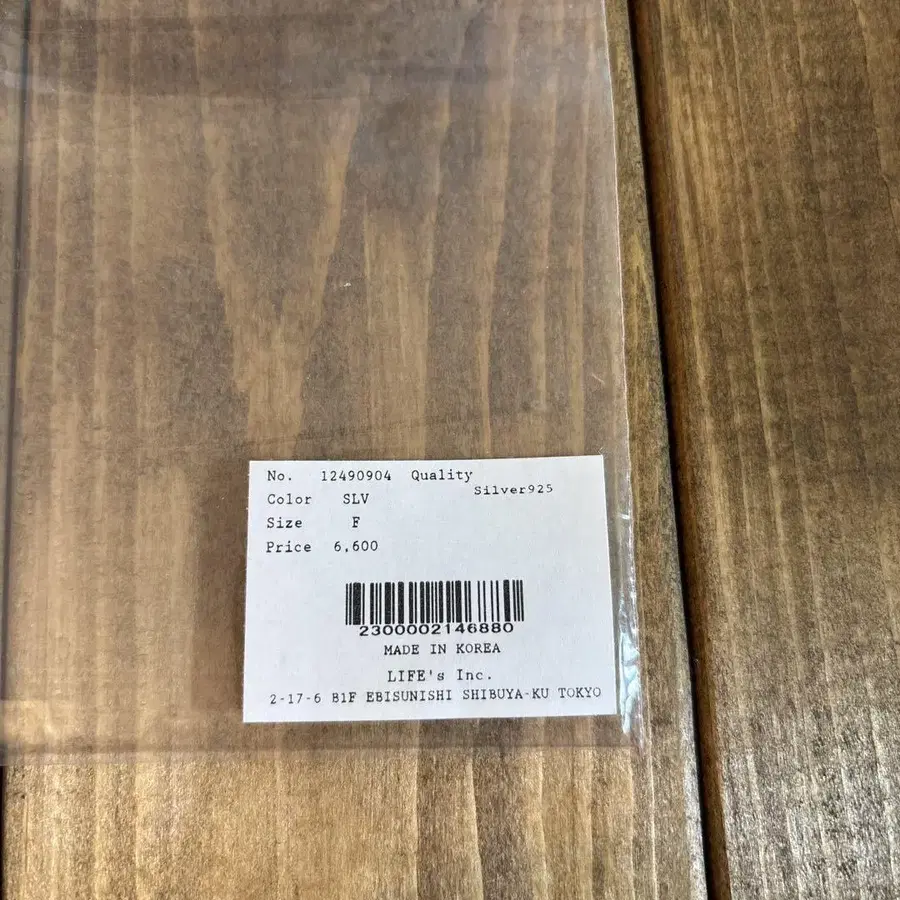 No. 12490904 Quality
Silver925
Color SLV
Size F
Price 6,600
2300002146880
MADE IN KOREA
LIFE's Inc.
2-17-6 B1F EBISUNISHI SHIBUYA-KU TOKYO